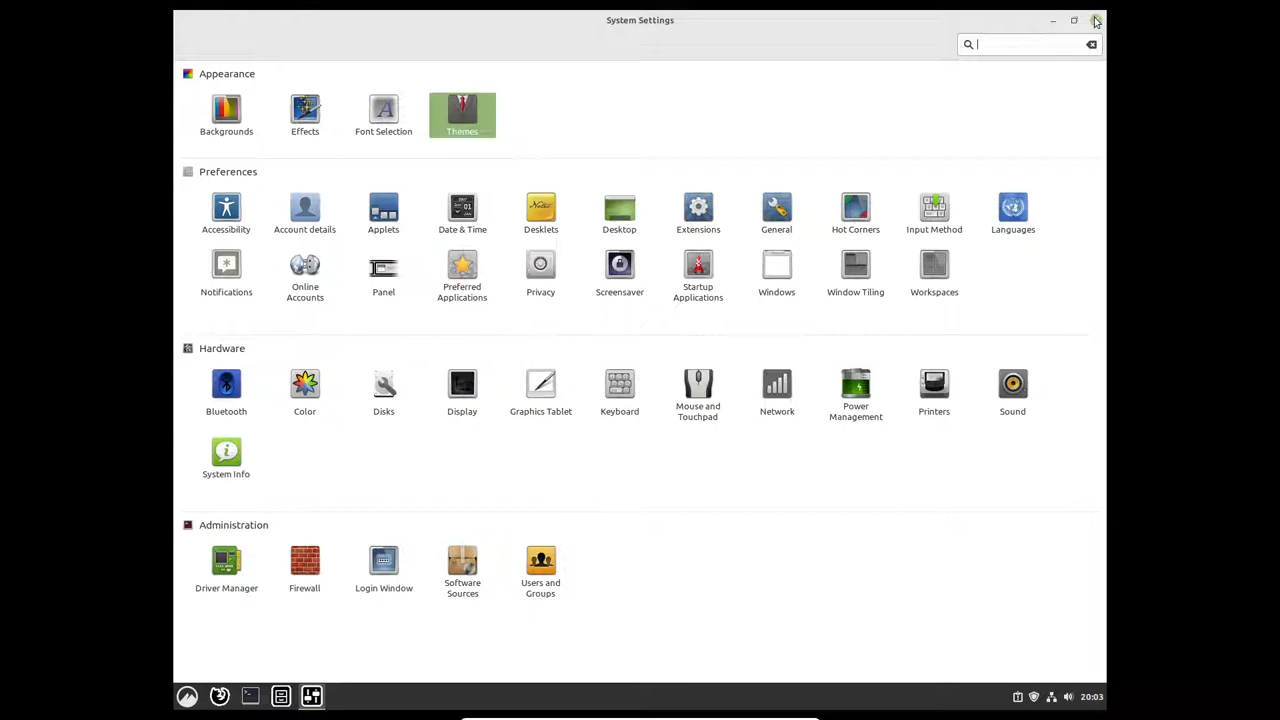 System Settings
Appearance
Backgrounds Effects Font Selection Themes
Preferences
Accessibility Account details Applets Date & Time Desklets Desktop Extensions General Hot Corners Input Method Languages
Notifications Online Accounts Panel Preferred Applications Privacy Screensaver Startup Applications Windows Window Tiling Workspaces
Hardware
Bluetooth Color Disks Display Graphics Tablet Keyboard Mouse and Touchpad Network Power Management Printers Sound
System Info
Administration
Driver Manager Firewall Login Window Software Sources Users and Groups
20:03